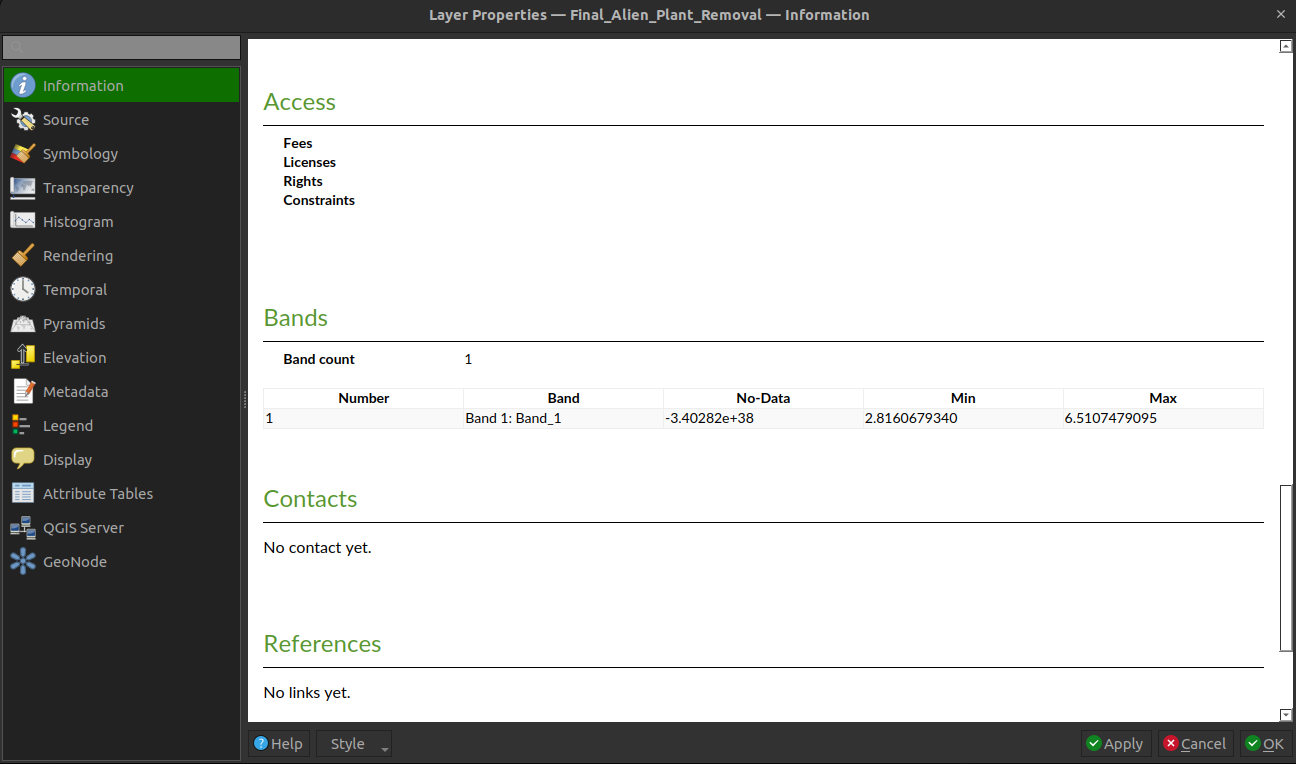 Layer Properties — Final_Alien_Plant_Removal — Information
Information
Source
Symbology
Transparency
Histogram
Rendering
Temporal
Pyramids
Elevation
Metadata
Legend
Display
Attribute Tables
QGIS Server
GeoNode
Access
Fees
Licenses
Rights
Constraints
Bands
Band count 1
Number Band No-Data Min Max
1 Band 1: Band_1 -3.40282e+38 2.8160679340 6.5107479095
Contacts
No contact yet.
References
No links yet.
Help Style Apply Cancel OK